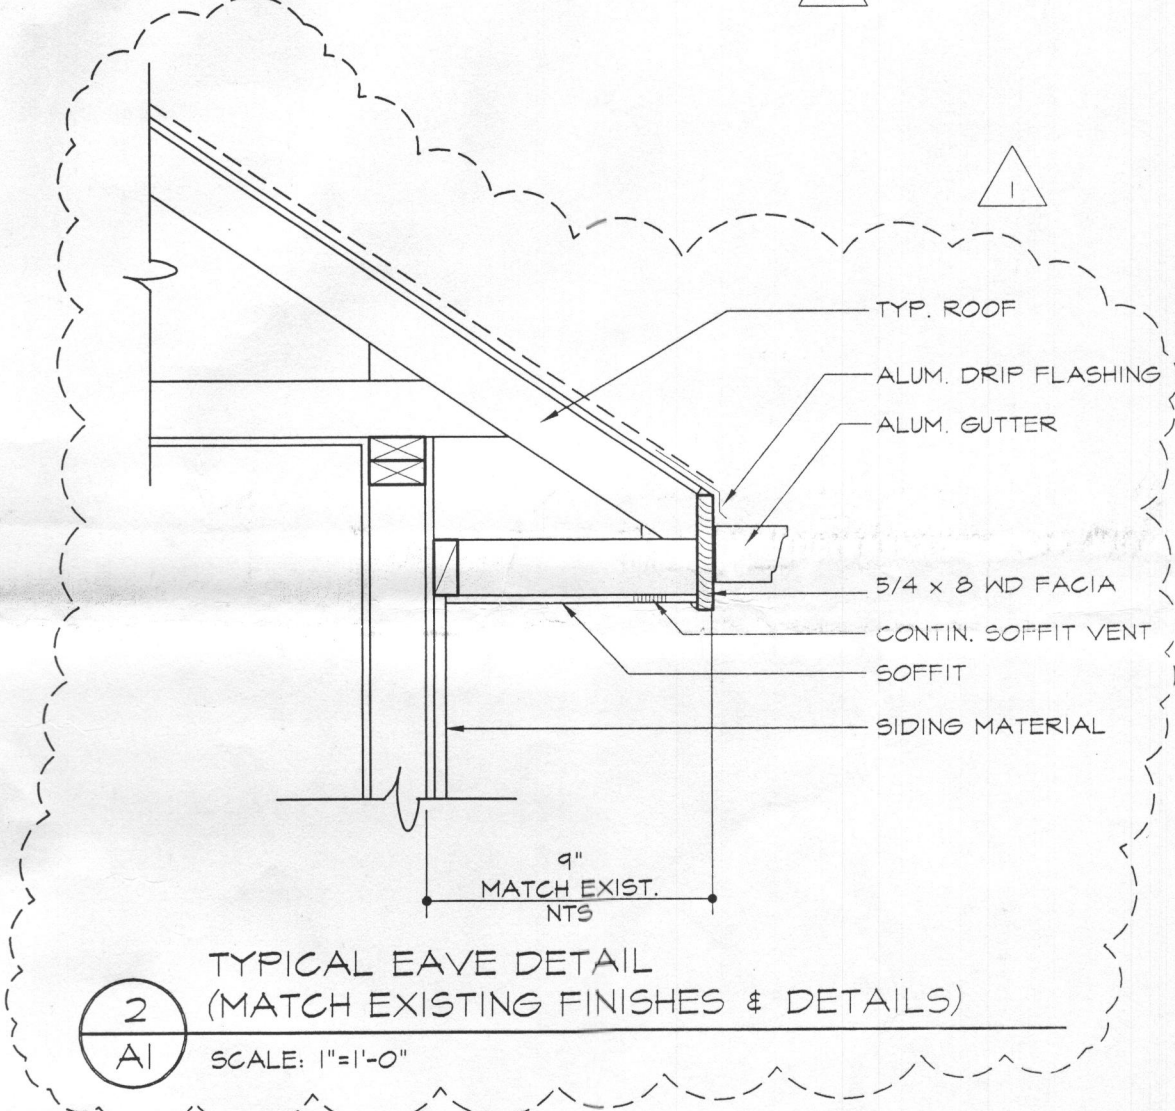 1
TYP. ROOF
ALUM. DRIP FLASHING
ALUM. GUTTER
5/4 x 8 WD FACIA
CONTIN. SOFFIT VENT
SOFFIT
SIDING MATERIAL
9"
MATCH EXIST.
NTS
TYPICAL EAVE DETAIL
2
(MATCH EXISTING FINISHES & DETAILS)
A1
SCALE: 1"=1'-0"